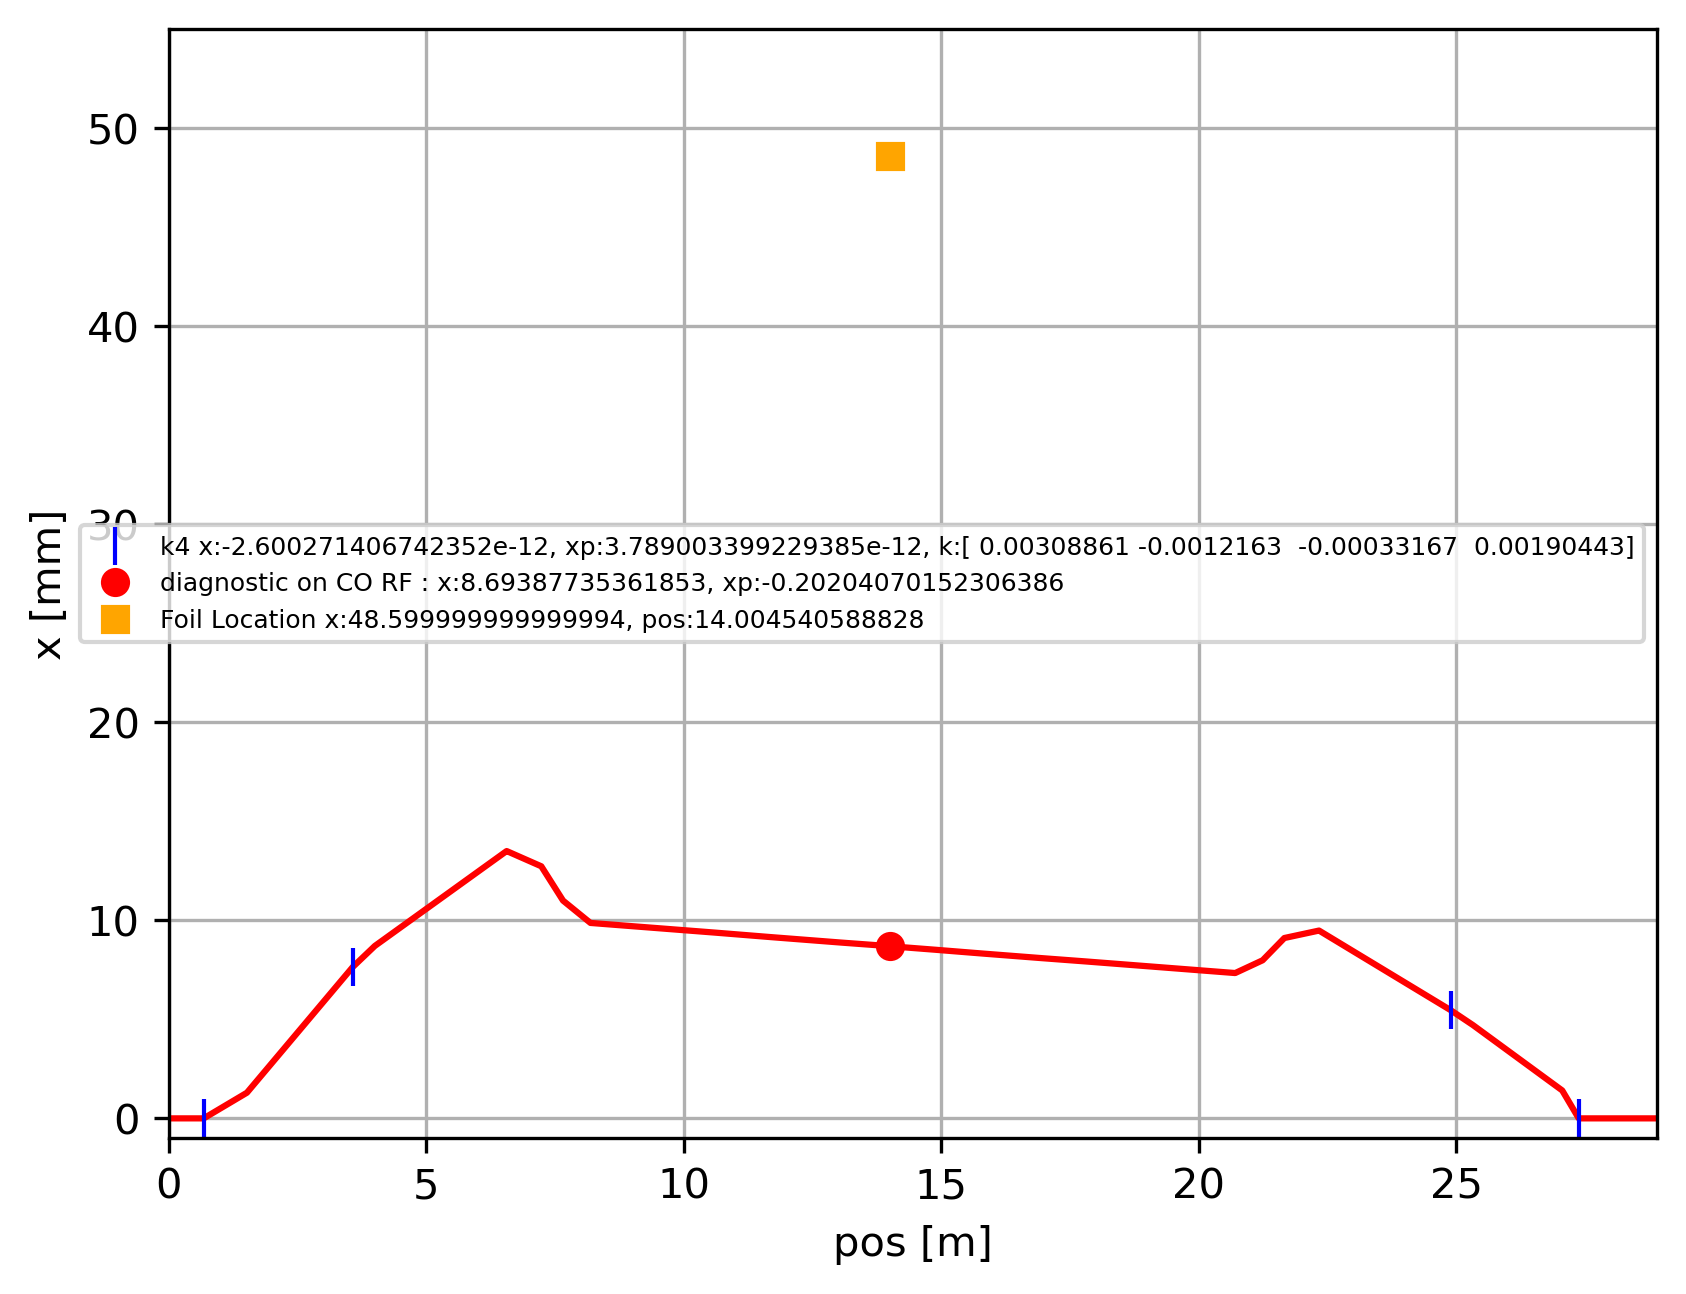 50
40
30
20
10
0
x [mm]
k4 x:-2.600271406742352e-12, xp:3.789003399229385e-12, k:[ 0.00308861 -0.0012163  -0.00033167  0.00190443]
diagnostic on CO RF : x:8.69387735361853, xp:-0.20204070152306386
Foil Location x:48.599999999999994, pos:14.004540588828
0 5 10 15 20 25
pos [m]